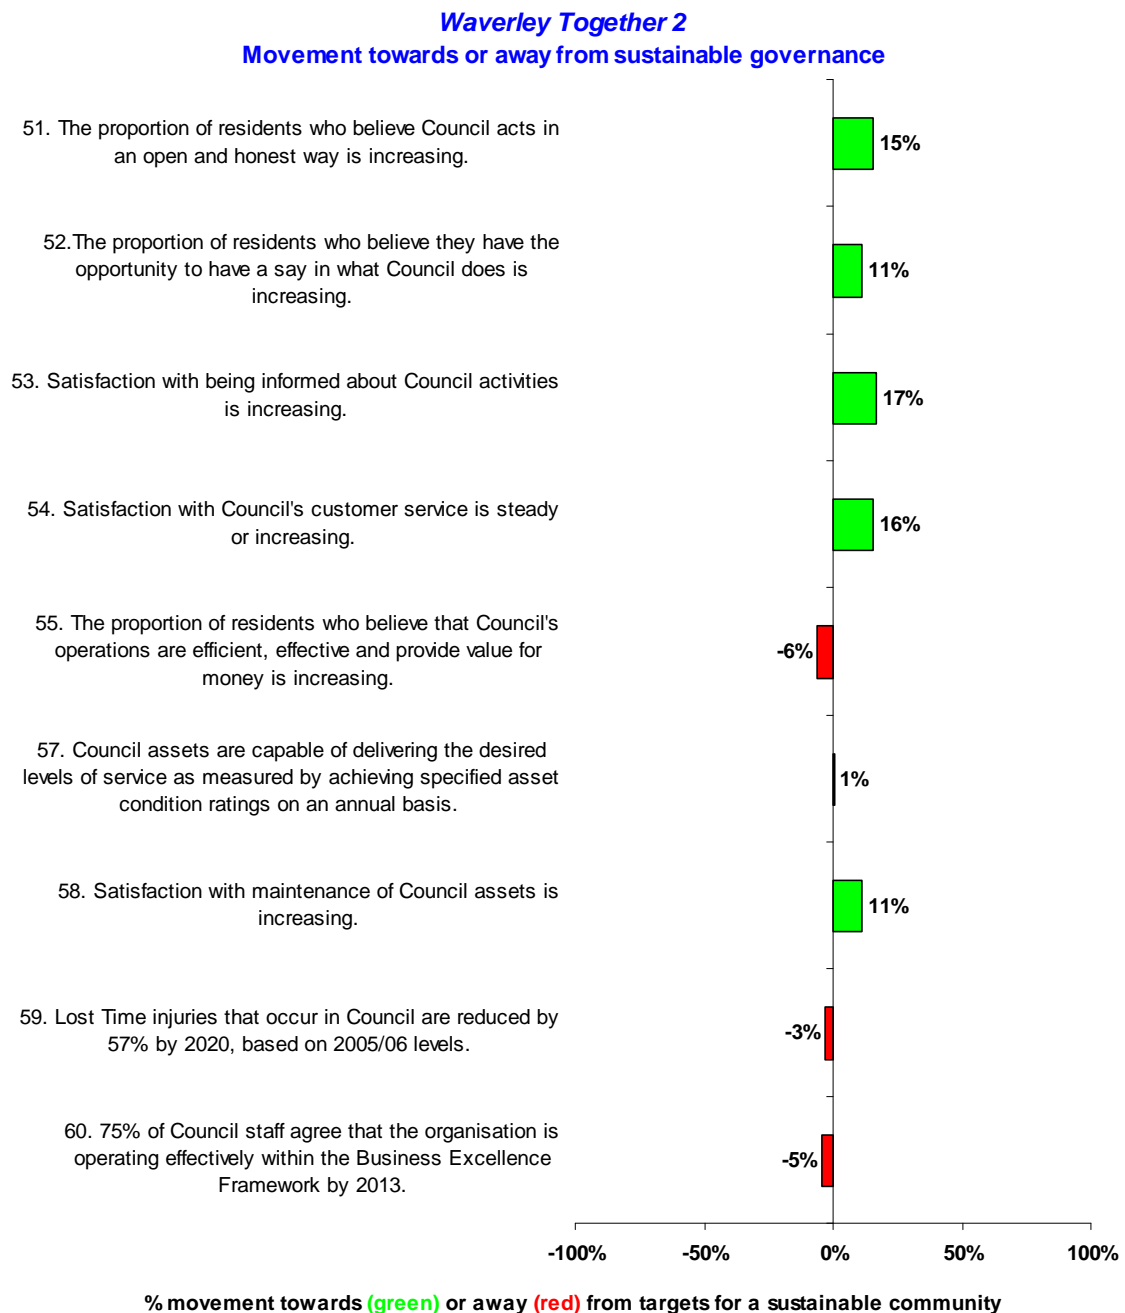 Waverley Together 2
Movement towards or away from sustainable governance
51. The proportion of residents who believe Council acts in
an open and honest way is increasing.
15%
52.The proportion of residents who believe they have the
opportunity to have a say in what Council does is
increasing.
11%
53. Satisfaction with being informed about Council activities
is increasing.
17%
54. Satisfaction with Council's customer service is steady
or increasing.
16%
55. The proportion of residents who believe that Council's
operations are efficient, effective and provide value for
money is increasing.
-6%
57. Council assets are capable of delivering the desired
levels of service as measured by achieving specified asset
condition ratings on an annual basis.
1%
58. Satisfaction with maintenance of Council assets is
increasing.
11%
59. Lost Time injuries that occur in Council are reduced by
57% by 2020, based on 2005/06 levels.
-3%
60. 75% of Council staff agree that the organisation is
operating effectively within the Business Excellence
Framework by 2013.
-5%
-100% -50% 0% 50% 100%
% movement towards (green) or away (red) from targets for a sustainable community